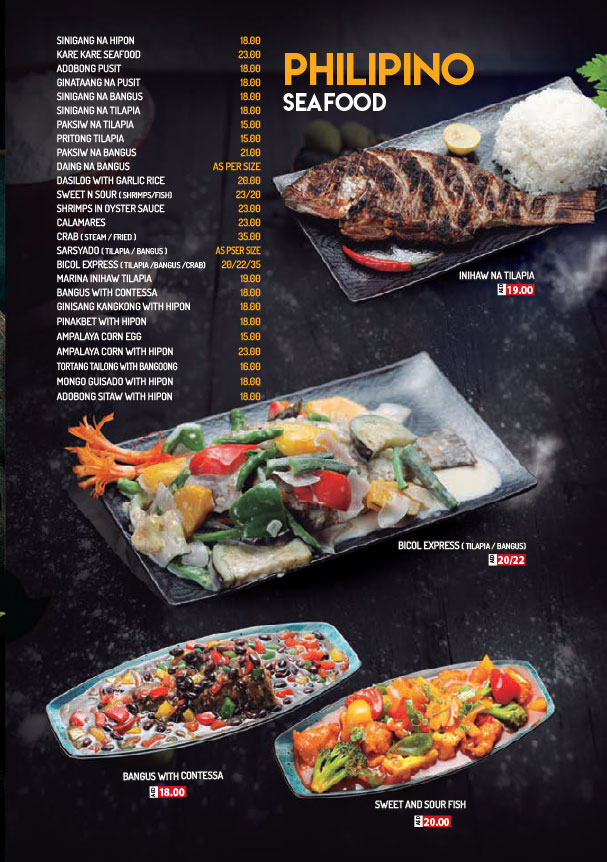 SINIGANG NA HIPON 18.00
KARE KARE SEAFOOD 23.00
ADOBONG PUSIT 18.00
GINATAANG NA PUSIT 18.00
SINIGANG NA BANGUS 18.00
SINIGANG NA TILAPIA 18.00
PAKSIW NA TILAPIA 15.00
PRITONG TILAPIA 15.00
PAKSIW NA BANGUS 21.00
DAING NA BANGUS AS PER SIZE
DASILOG WITH GARLIC RICE 20.00
SWEET N SOUR ( SHRIMPS/FISH) 23/20
SHRIMPS IN OYSTER SAUCE 23.00
CALAMARES 23.00
CRAB ( STEAM / FRIED ) 35.00
SARSYADO ( TILAPIA / BANGUS ) AS PSER SIZE
BICOL EXPRESS ( TILAPIA /BANGUS /CRAB) 20/22/35
MARINA INIHAW TILAPIA 19.00
BANGUS WITH CONTESSA 18.00
GINISANG KANGKONG WITH HIPON 18.00
PINAKBET WITH HIPON 18.00
AMPALAYA CORN EGG 15.00
AMPALAYA CORN WITH HIPON 23.00
TORTANG TAILONG WITH BANGOONG 16.00
MONGO GUISADO WITH HIPON 18.00
ADOBONG SITAW WITH HIPON 18.00
PHILIPINO
SEAFOOD
INIHAW NA TILAPIA
AED 19.00
BICOL EXPRESS ( TILAPIA / BANGUS)
AED 20/22
BANGUS WITH CONTESSA
AED 18.00
SWEET AND SOUR FISH
AED 20.00